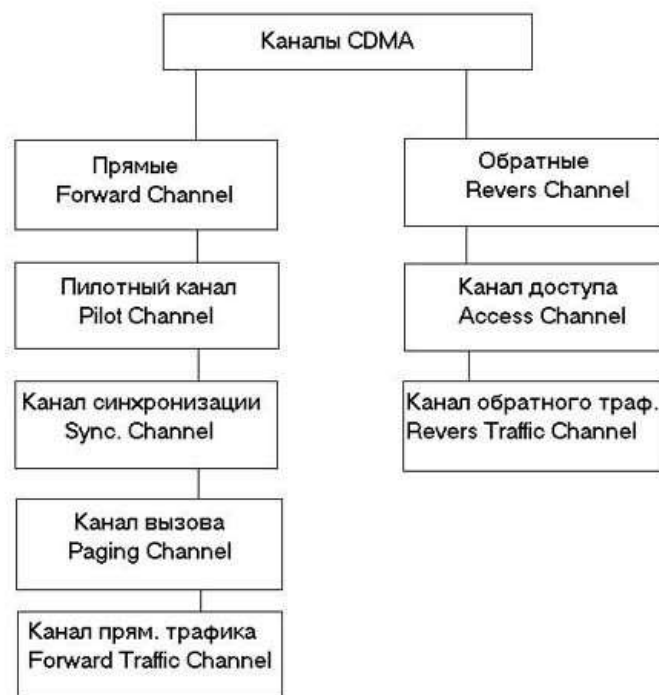 Каналы CDMA
Прямые
Forward Channel
Пилотный канал
Pilot Channel
Канал синхронизации
Sync. Channel
Канал вызова
Paging Channel
Канал прям. трафика
Forward Traffic Channel
Обратные
Revers Channel
Канал доступа
Access Channel
Канал обратного траф.
Revers Traffic Channel